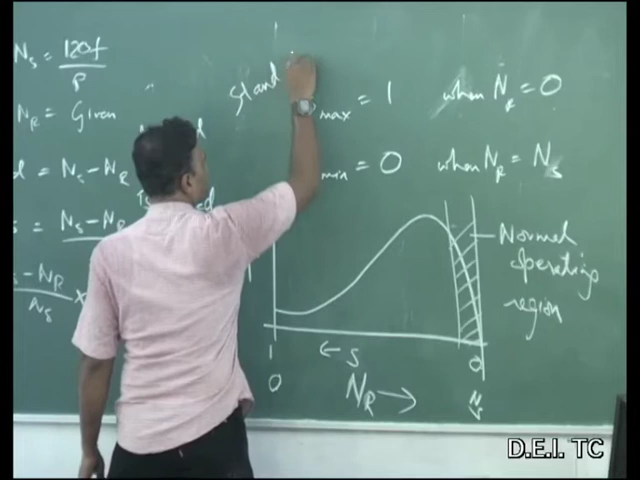 Ns = 120f
P
NR = Given
= Ns - NR
= Ns - NR
- NR
Ns
Stand
max = 1 when NR = 0
min = 0 when NR = Ns
Normal
operating
region
1 ← s 0
0 NR → Ns
D.E.I. TC